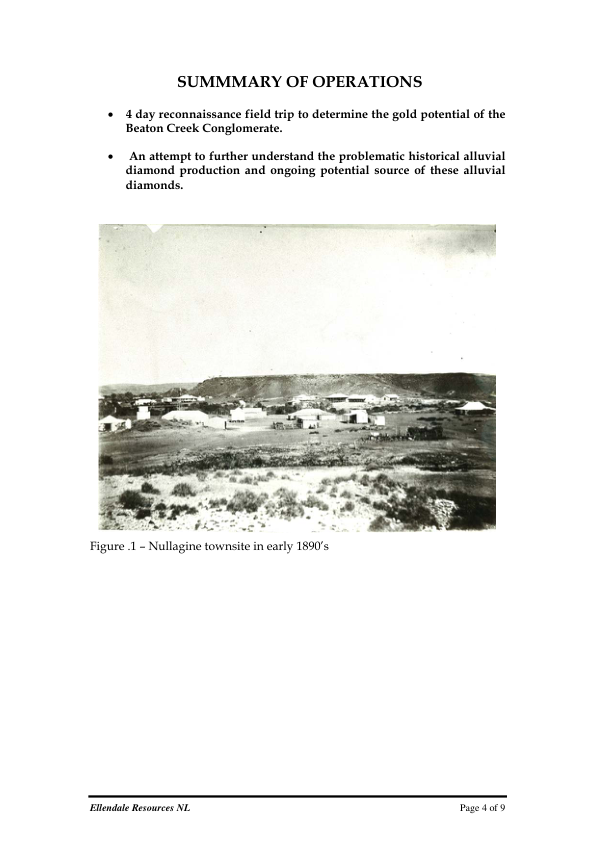 SUMMMARY OF OPERATIONS
• 4 day reconnaissance field trip to determine the gold potential of the
Beaton Creek Conglomerate.
• An attempt to further understand the problematic historical alluvial
diamond production and ongoing potential source of these alluvial
diamonds.
Figure .1 – Nullagine townsite in early 1890's
Ellendale Resources NL
Page 4 of 9